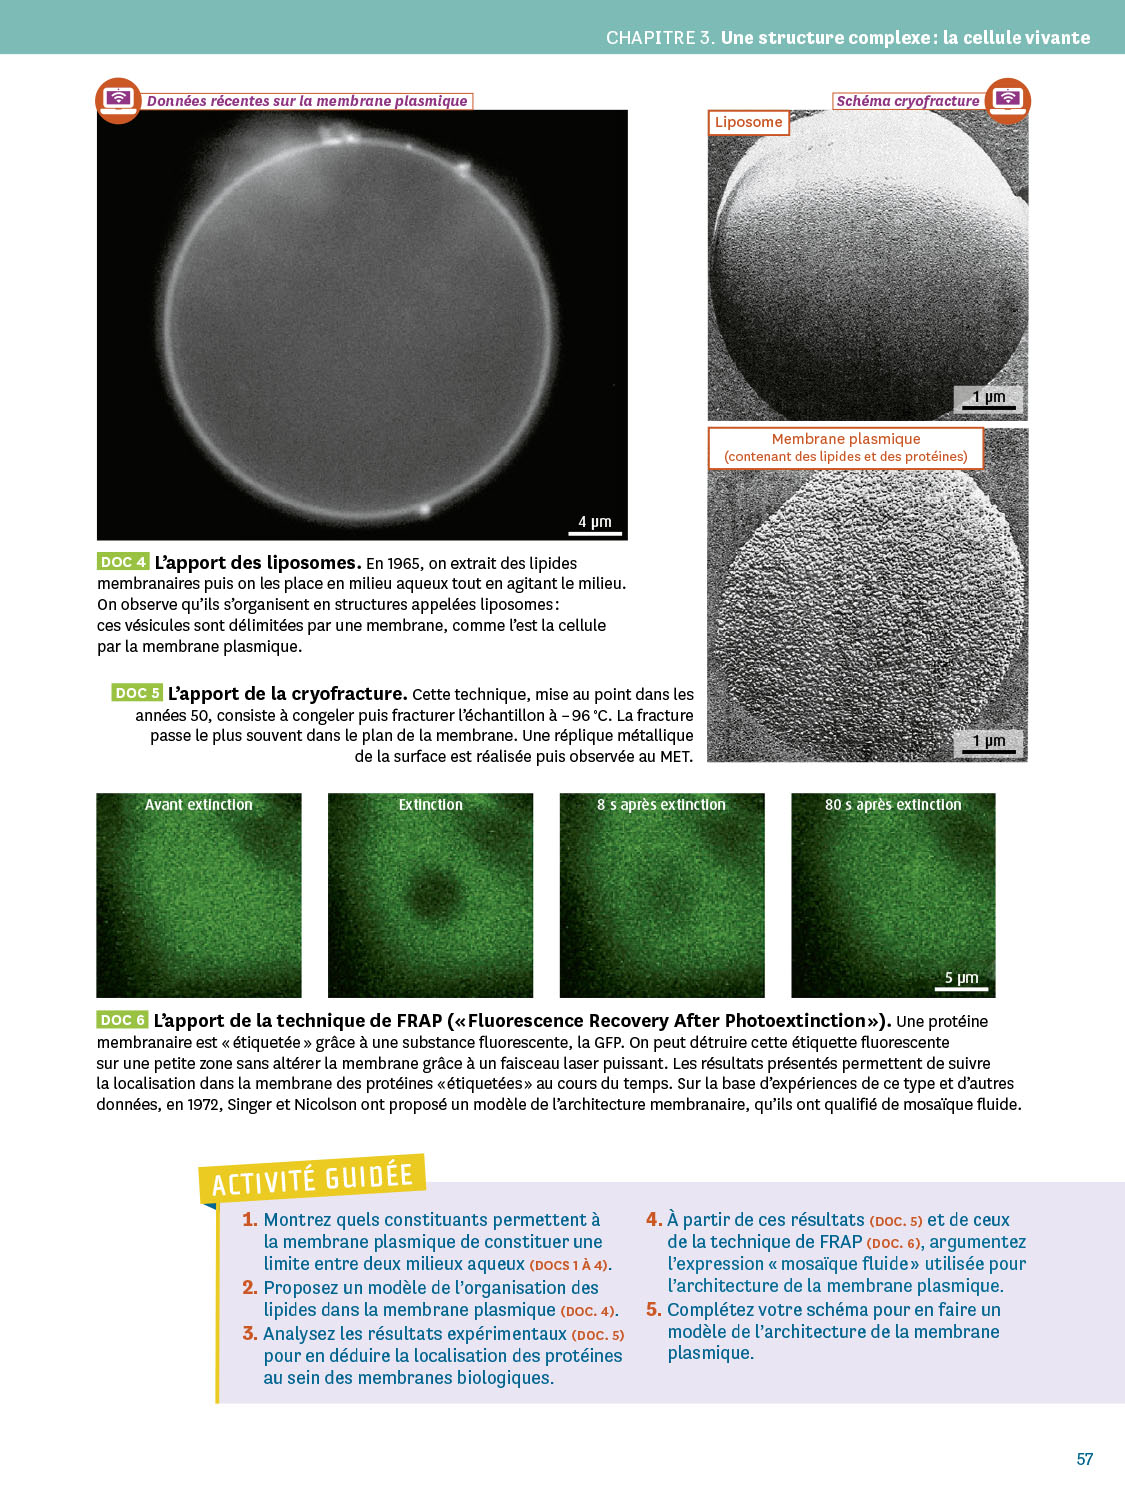 CHAPITRE 3. Une structure complexe : la cellule vivante
Données récentes sur la membrane plasmique
4 µm
Schéma cryofracture
Liposome
1 µm
Membrane plasmique
(contenant des lipides et des protéines)
1 µm
DOC 4 L’apport des liposomes. En 1965, on extrait des lipides
membranaires puis on les place en milieu aqueux tout en agitant le milieu.
On observe qu’ils s’organisent en structures appelées liposomes :
ces vésicules sont délimitées par une membrane, comme l’est la cellule
par la membrane plasmique.
DOC 5 L’apport de la cryofracture. Cette technique, mise au point dans les
années 50, consiste à congeler puis fracturer l’échantillon à – 96 °C. La fracture
passe le plus souvent dans le plan de la membrane. Une réplique métallique
de la surface est réalisée puis observée au MET.
Avant extinction
Extinction
8 s après extinction
80 s après extinction
5 µm
DOC 6 L’apport de la technique de FRAP (« Fluorescence Recovery After Photoextinction »). Une protéine
membranaire est « étiquetée » grâce à une substance fluorescente, la GFP. On peut détruire cette étiquette fluorescente
sur une petite zone sans altérer la membrane grâce à un faisceau laser puissant. Les résultats présentés permettent de suivre
la localisation dans la membrane des protéines « étiquetées » au cours du temps. Sur la base d’expériences de ce type et d’autres
données, en 1972, Singer et Nicolson ont proposé un modèle de l’architecture membranaire, qu’ils ont qualifié de mosaïque fluide.
ACTIVITÉ GUIDÉE
1. Montrez quels constituants permettent à
la membrane plasmique de constituer une
limite entre deux milieux aqueux (DOCS 1 À 4).
2. Proposez un modèle de l’organisation des
lipides dans la membrane plasmique (DOC. 4).
3. Analysez les résultats expérimentaux (DOC. 5)
pour en déduire la localisation des protéines
au sein des membranes biologiques.
4. À partir de ces résultats (DOC. 5) et de ceux
de la technique de FRAP (DOC. 6), argumentez
l’expression « mosaïque fluide » utilisée pour
l’architecture de la membrane plasmique.
5. Complétez votre schéma pour en faire un
modèle de l’architecture de la membrane
plasmique.
57